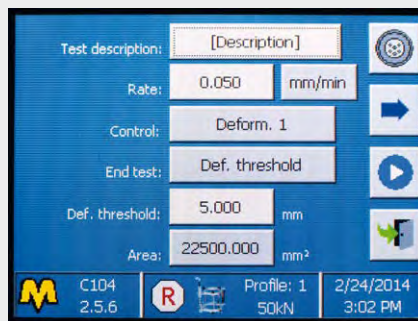 Test description: [Description]
Rate: 0.050 mm/min
Control: Deform. 1
End test: Def. threshold
Def. threshold: 5.000 mm
Area: 22500.000 mm²
C104 R Profile: 1 2/24/2014
2.5.6 50kN 3:02 PM